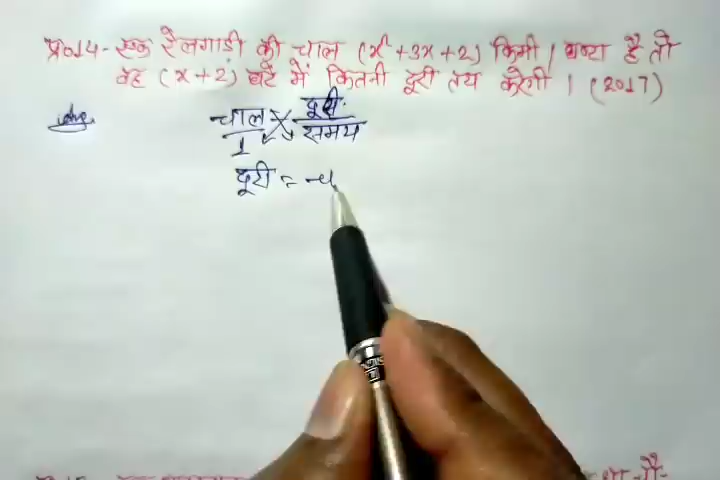 प्र०14- एक रेलगाडी की चाल (x²+3x+2) किमी / घण्टा है तो
वह (x+2) घंटे में कितनी दूरी तय करेगी । (2017)
चाल/1 दूरी/समय
दूरी = च